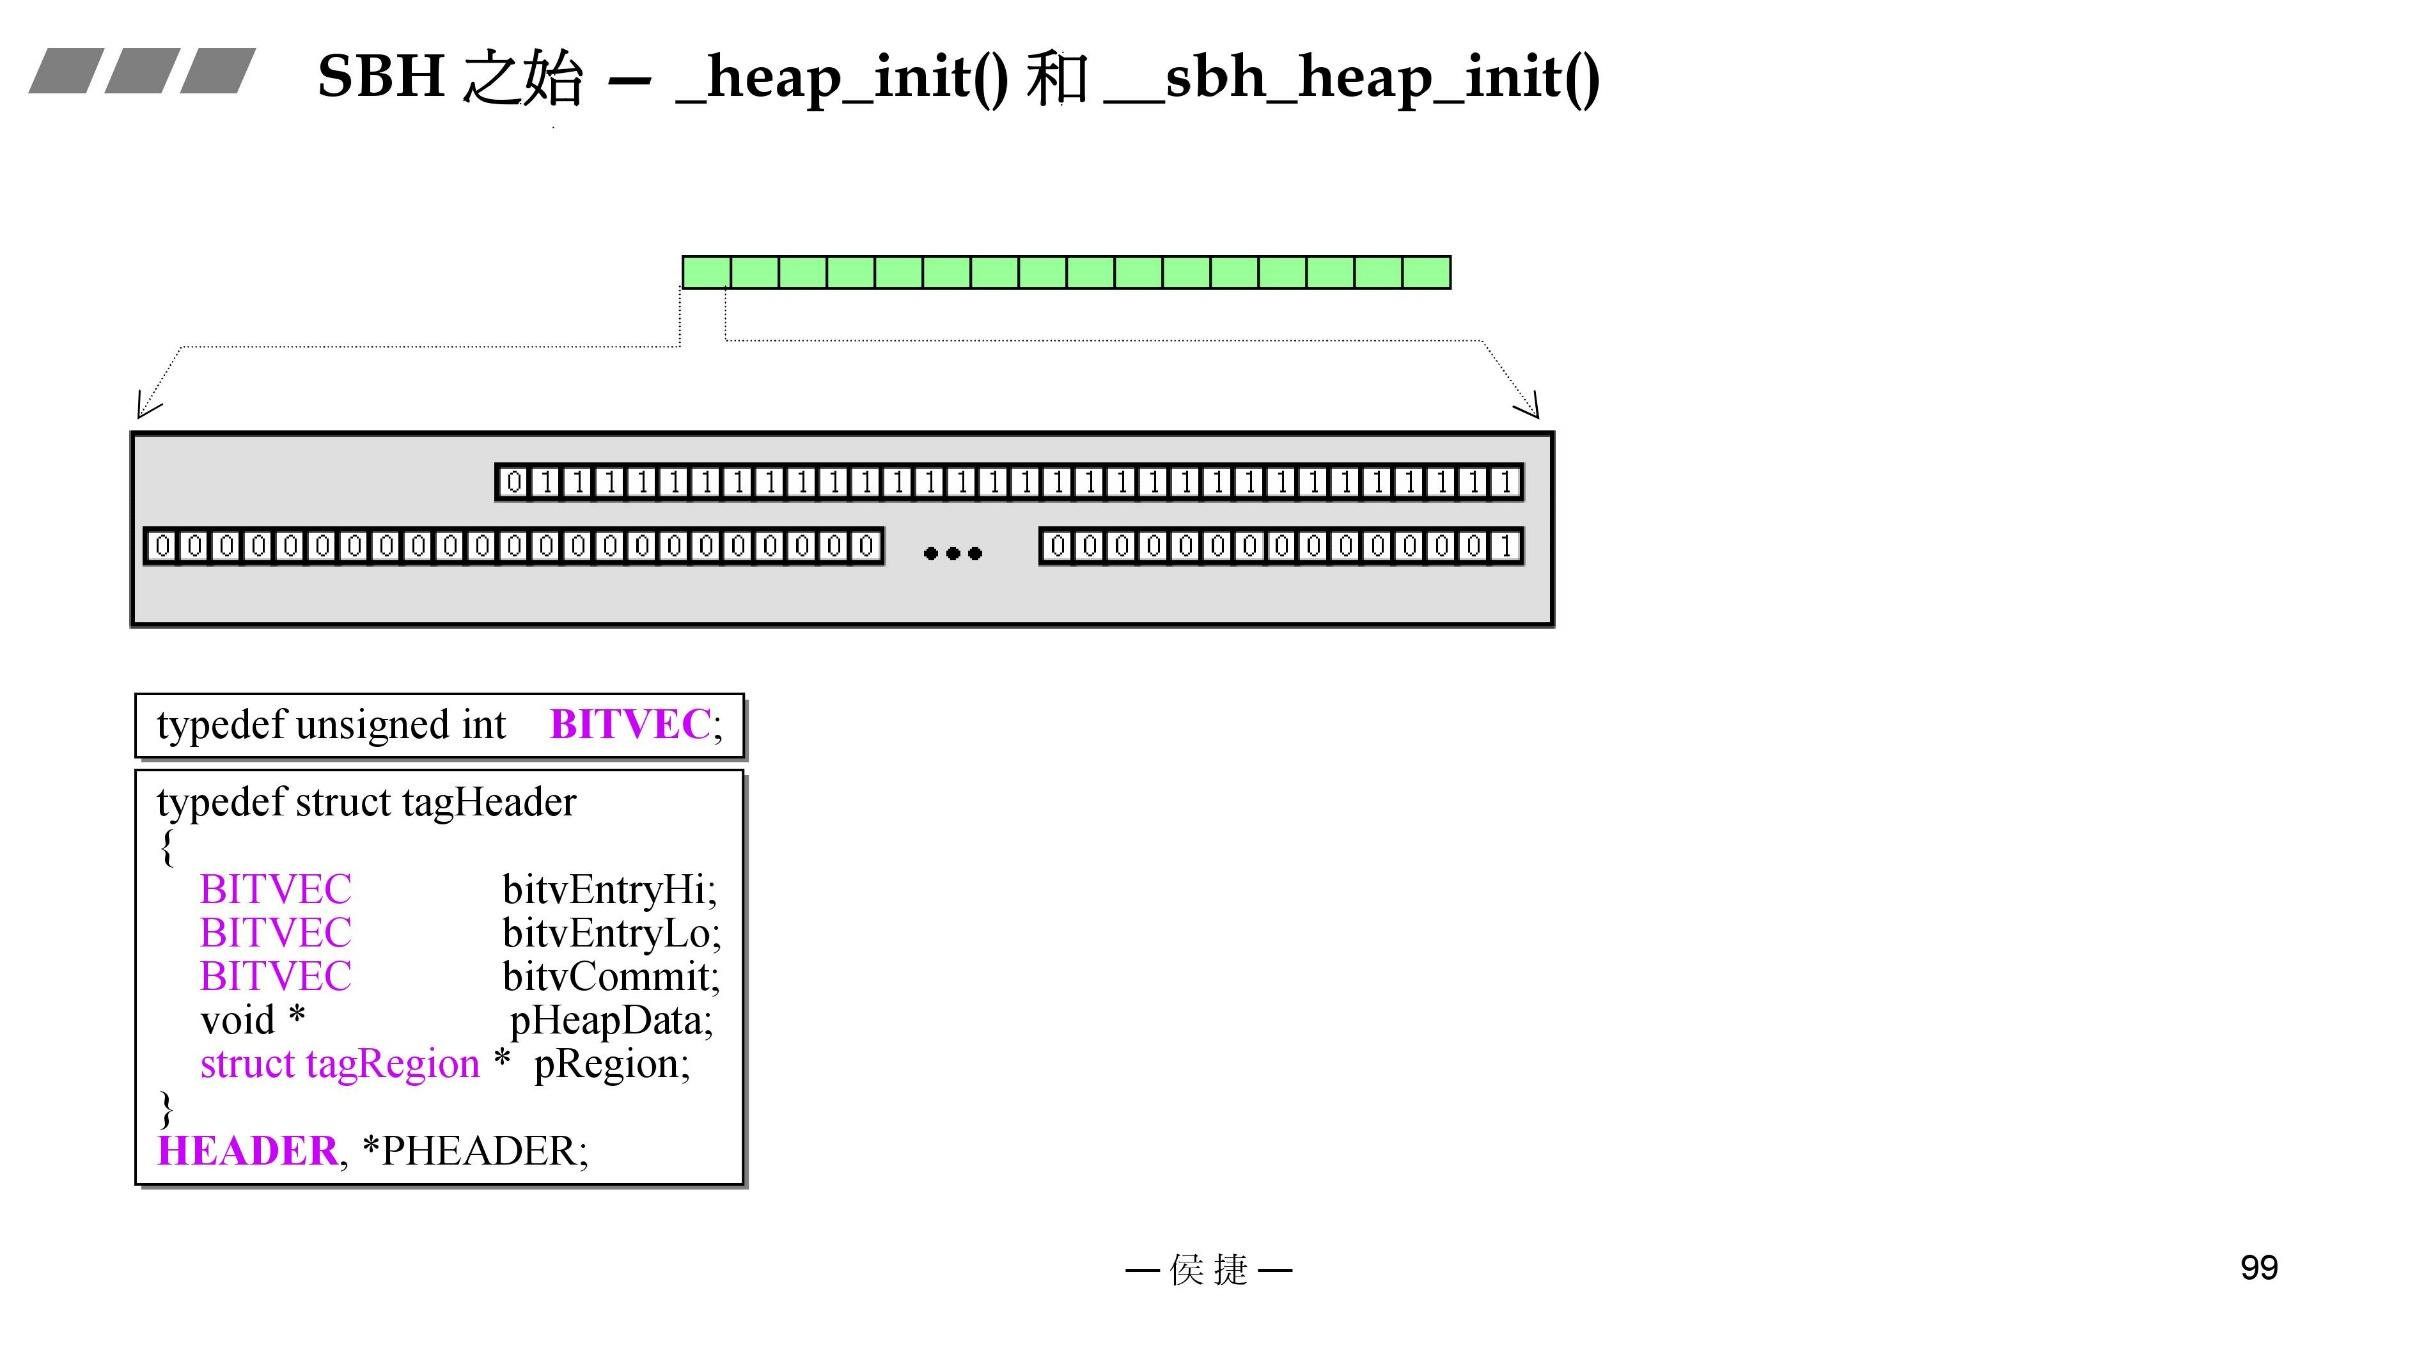 SBH 之始 — _heap_init() 和 __sbh_heap_init()
0 1 1 1 1 1 1 1 1 1 1 1 1 1 1 1 1 1 1 1 1 1 1 1 1 1 1 1 1 1 1 1
0 0 0 0 0 0 0 0 0 0 0 0 0 0 0 0 0 0 0 0 0 0 0 ••• 0 0 0 0 0 0 0 0 0 0 0 0 0 0 1
typedef unsigned int BITVEC;
typedef struct tagHeader
{
BITVEC bitvEntryHi;
BITVEC bitvEntryLo;
BITVEC bitvCommit;
void * pHeapData;
struct tagRegion * pRegion;
}
HEADER, *PHEADER;
— 侯 捷 —
99